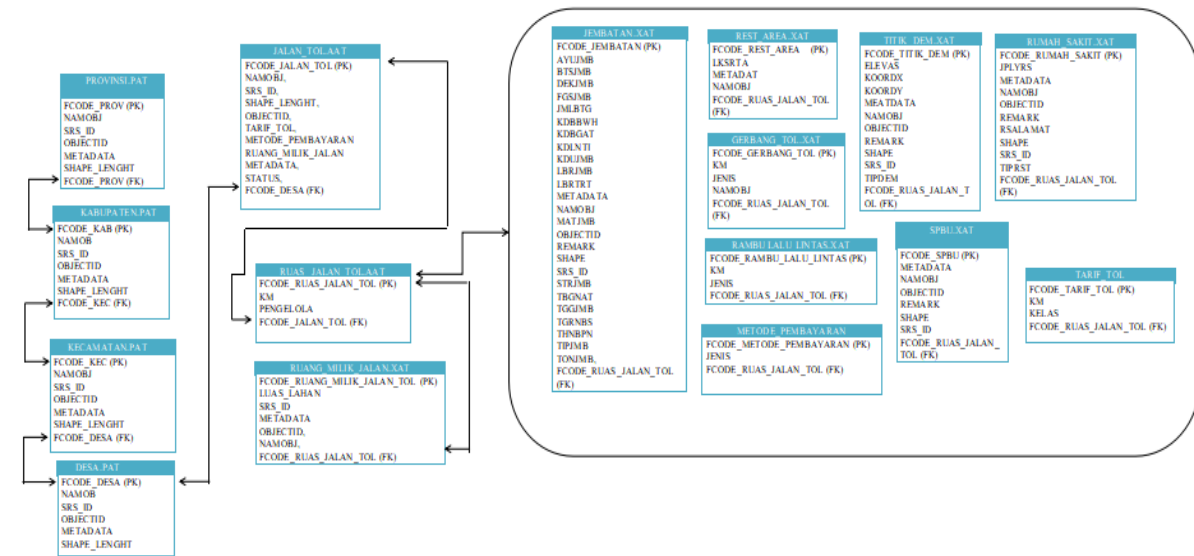 PROVINSI.PAT
FCODE_PROV (PK)
NAMOBJ
SRS_ID
OBJECTID
METADATA
SHAPE_LENGHT
FCODE_PROV (FK)
KABUPATEN.PAT
FCODE_KAB (PK)
NAMOB
SRS_ID
OBJECTID
METADATA
SHAPE_LENGHT
FCODE_KEC (FK)
KECAMATAN.PAT
FCODE_KEC (PK)
NAMOBJ
SRS_ID
OBJECTID
METADATA
SHAPE_LENGHT
FCODE_DESA (FK)
DESA.PAT
FCODE_DESA (PK)
NAMOB
SRS_ID
OBJECTID
METADATA
SHAPE_LENGHT
JALAN_TOL.AAT
FCODE_JALAN_TOL (PK)
NAMOBJ,
SRS_ID,
SHAPE_LENGHT,
OBJECTID,
TARIF_TOL,
METODE_PEMBAYARAN
RUANG_MILIK_JALAN
METADATA,
STATUS,
FCODE_DESA (FK)
RUAS_JALAN_TOL.AAT
FCODE_RUAS_JALAN_TOL (PK)
KM
PENGELOLA
FCODE_JALAN_TOL (FK)
RUANG_MILIK_JALAN.XAT
FCODE_RUANG_MILIK_JALAN_TOL (PK)
LUAS_LAHAN
SRS_ID
METADATA
OBJECTID,
NAMOBJ,
FCODE_RUAS_JALAN_TOL (FK)
JEMBATAN.XAT
FCODE_JEMBATAN (PK)
AYUJMB
BTSJMB
DEKJMB
FGSJMB
JMLBTG
KDBBWH
KDBGAT
KDLNTI
KDUJMB
LBRJMB
LBRTRT
METADATA
NAMOBJ
MATJMB
OBJECTID
REMARK
SHAPE
SRS_ID
STRJMB
TBGNAT
TGGJMB
TGRNBS
THNBPN
TIPJMB
TONJMB,
FCODE_RUAS_JALAN_TOL
(FK)
REST_AREA.XAT
FCODE_REST_AREA (PK)
LKSRTA
METADAT
NAMOBJ
FCODE_RUAS_JALAN_TOL
(FK)
GERBANG_TOL.XAT
FCODE_GERBANG_TOL (PK)
KM
JENIS
NAMOBJ
FCODE_RUAS_JALAN_TOL
(FK)
RAMBU LALU_LINTAS.XAT
FCODE_RAMBU_LALU_LINTAS (PK)
KM
JENIS
FCODE_RUAS_JALAN_TOL (FK)
METODE_PEMBAYARAN
FCODE_METODE_PEMBAYARAN (PK)
JENIS
FCODE_RUAS_JALAN_TOL (FK)
TITIK_DEM.XAT
FCODE_TITIK_DEM (PK)
ELEVAS
KOORDX
KOORDY
MEATDATA
NAMOBJ
OBJECTID
REMARK
SHAPE
SRS_ID
TIPDEM
FCODE_RUAS_JALAN_T
OL (FK)
SPBU.XAT
FCODE_SPBU (PK)
METADATA
NAMOBJ
OBJECTID
REMARK
SHAPE
SRS_ID
FCODE_RUAS_JALAN_
TOL (FK)
RUMAH_SAKIT.XAT
FCODE_RUMAH_SAKIT (PK)
JPLYRS
METADATA
NAMOBJ
OBJECTID
REMARK
RSALAMAT
SHAPE
SRS_ID
TIPRST
FCODE_RUAS_JALAN_TOL
(FK)
TARIF_TOL
FCODE_TARIF_TOL (PK)
KM
KELAS
FCODE_RUAS_JALAN_TOL (FK)